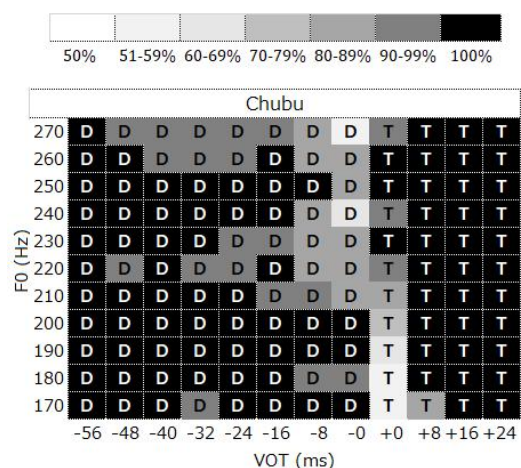 50% 51-59% 60-69% 70-79% 80-89% 90-99% 100%
Chubu
270 D D D D D D D D T T T T
260 D D D D D D D D T T T T
250 D D D D D D D D T T T T
240 D D D D D D D D T T T T
230 D D D D D D D D T T T T
220 D D D D D D D D T T T T
210 D D D D D D D D T T T T
200 D D D D D D D D T T T T
190 D D D D D D D D T T T T
180 D D D D D D D D T T T T
170 D D D D D D D D T T T T
F0 (Hz)
-56 -48 -40 -32 -24 -16 -8 -0 +0 +8 +16 +24
VOT (ms)